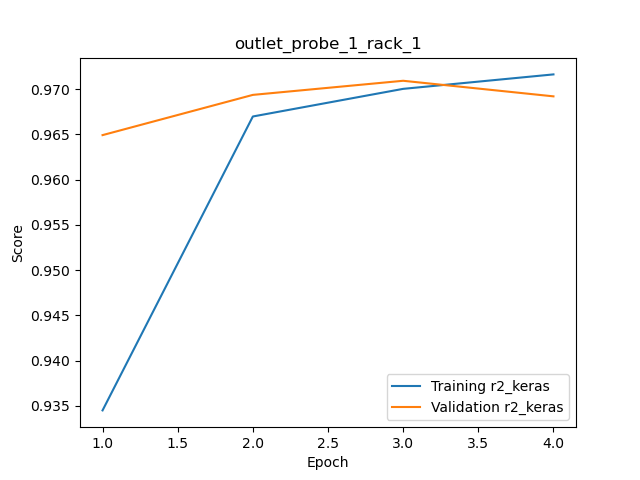 outlet_probe_1_rack_1
0.970
0.965
0.960
0.955
0.950
0.945
0.940
0.935
Score
1.0 1.5 2.0 2.5 3.0 3.5 4.0
Epoch
Training r2_keras
Validation r2_keras